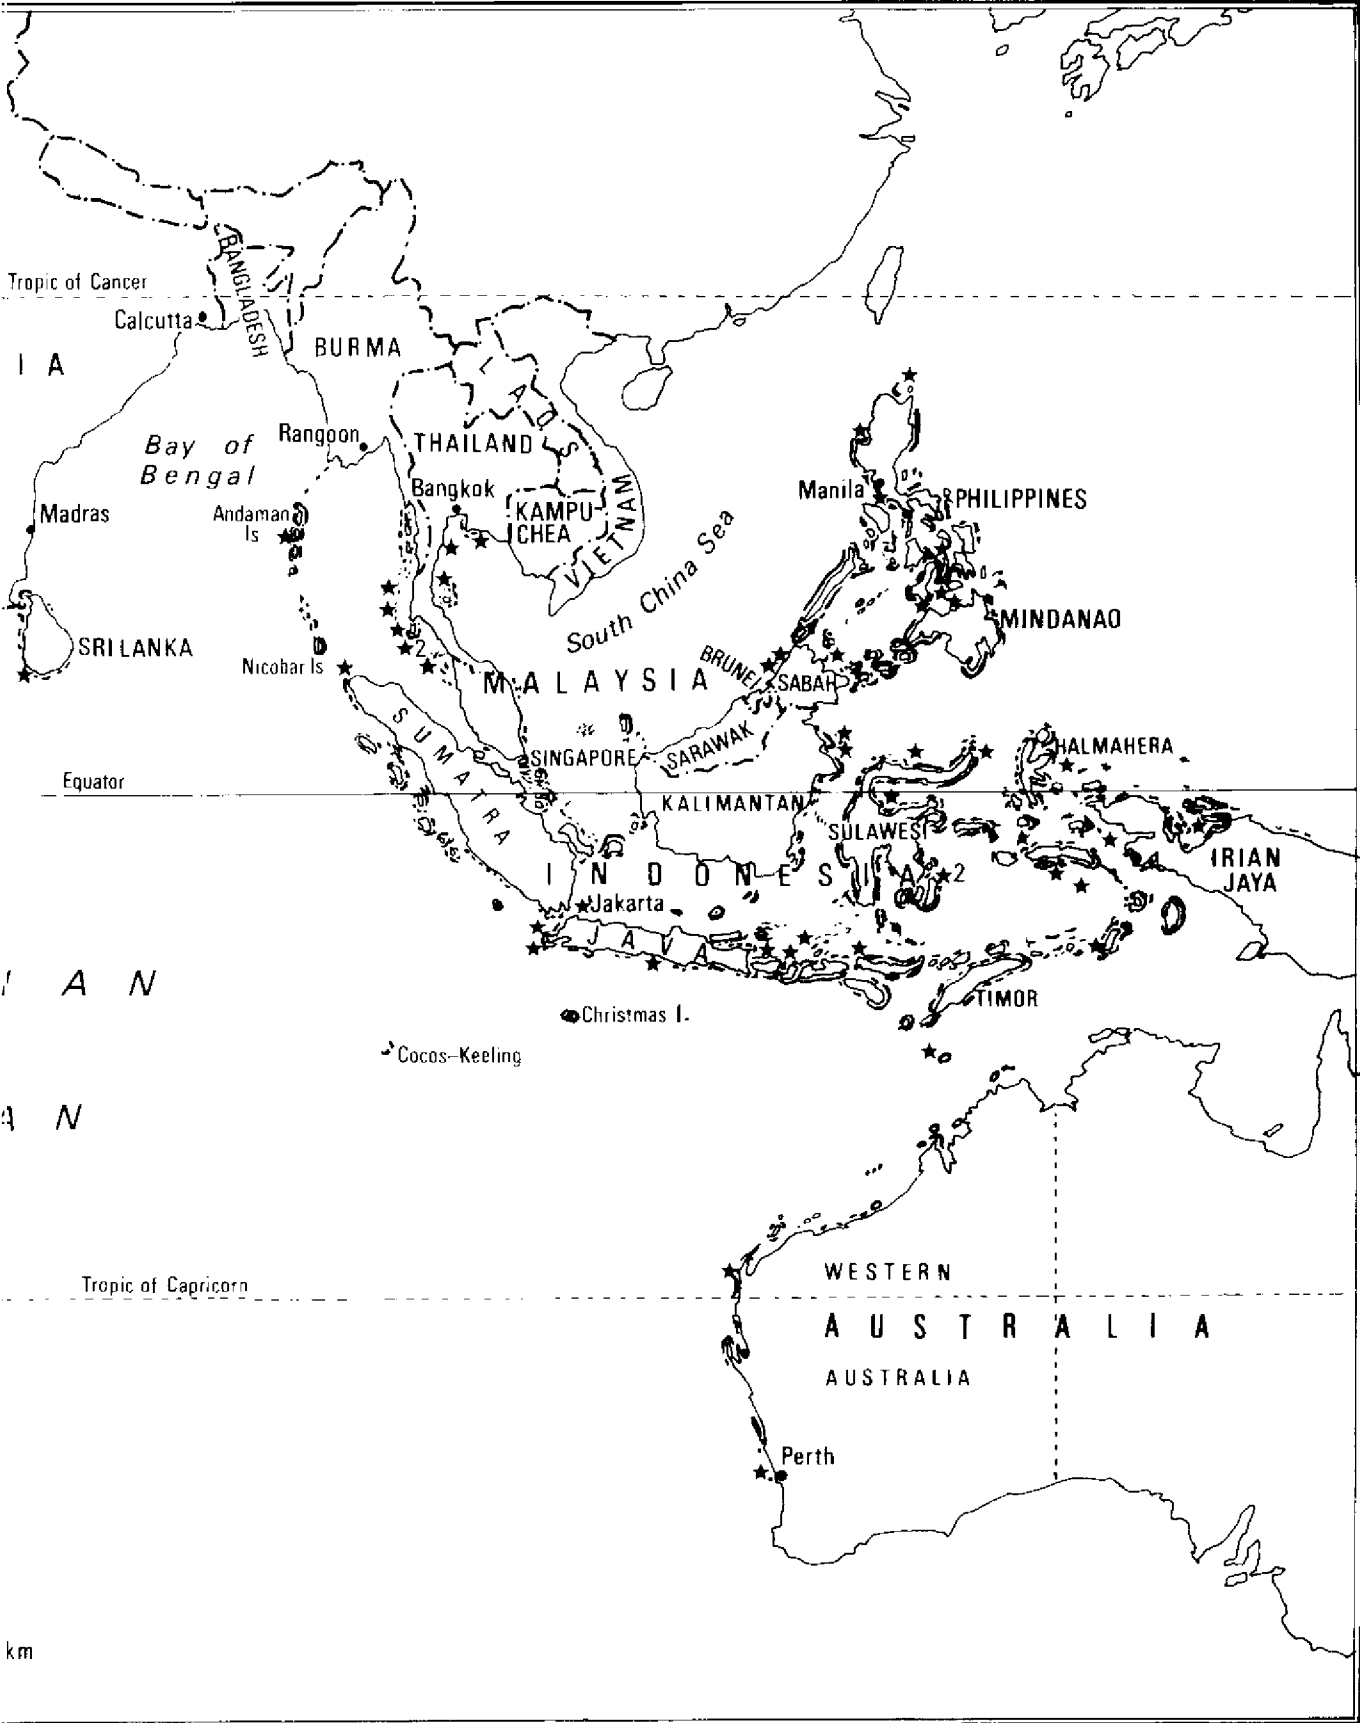 Tropic of Cancer
BANGLADESH
Calcutta
BURMA
I A
LAOS
Bay of
Bengal
Rangoon
THAILAND
Bangkok
KAMPU-
CHEA
VIETNAM
Manila
PHILIPPINES
Madras
Andaman
Is
South China Sea
MINDANAO
SRI LANKA
Nicobar Is
2
MALAYSIA
BRUNEI
SABAH
SUMATRA
SINGAPORE
SARAWAK
HALMAHERA
Equator
KALIMANTAN
SULAWESI
IRIAN
JAYA
INDONESIA
2
Jakarta
JAVA
I A N
TIMOR
Christmas I.
Cocos-Keeling
A N
WESTERN
Tropic of Capricorn
AUSTRALIA
AUSTRALIA
Perth
km